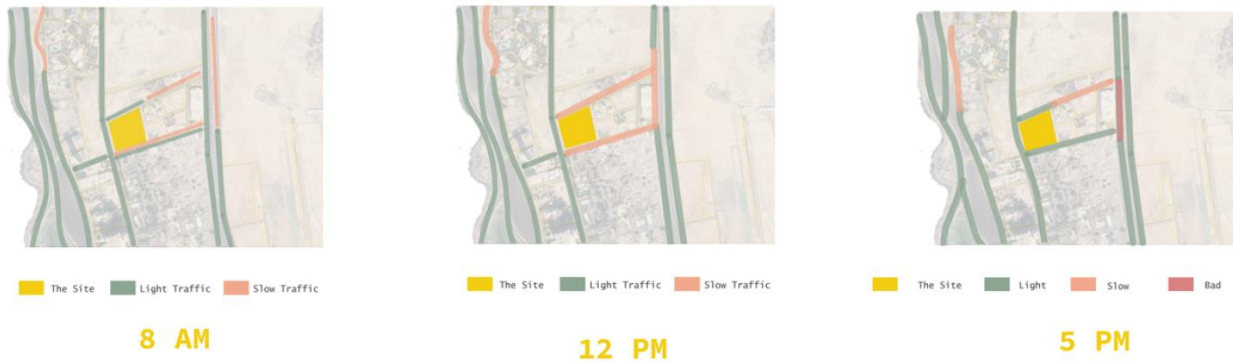 The Site Light Traffic Slow Traffic
8 AM
The Site Light Traffic Slow Traffic
12 PM
The Site Light Slow Bad
5 PM